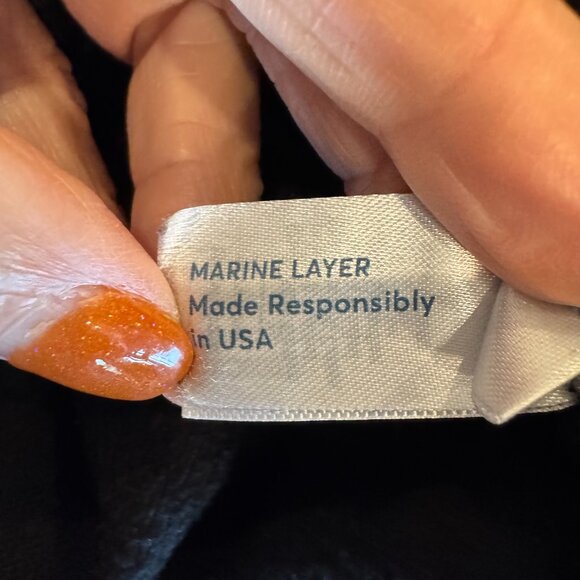 MARINE LAYER
Made Responsibly
in USA